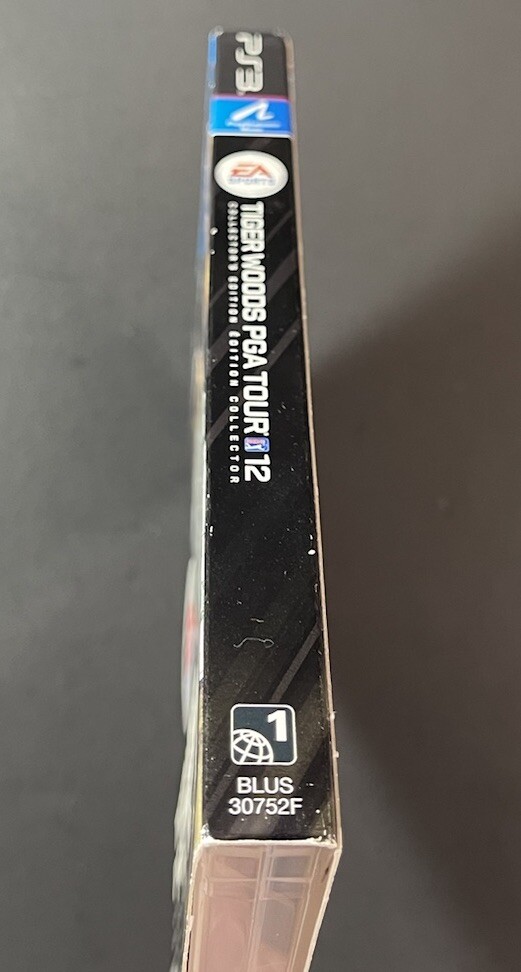 PS3
EA
SPORTS
TIGER WOODS PGA TOUR 12
COLLECTOR'S EDITION ÉDITION COLLECTOR
1
BLUS
30752F